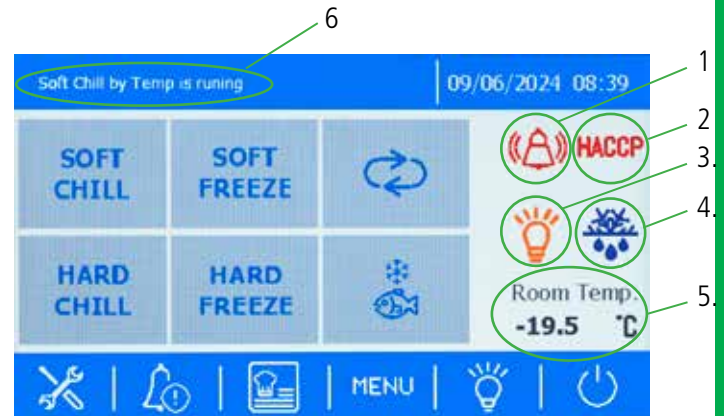 6
Soft Chill by Temp is runing
09/06/2024 08:39
1
HACCP
2
3.
4.
SOFT CHILL
SOFT FREEZE
HARD CHILL
HARD FREEZE
Room Temp.
-19.5 °C
5.
MENU